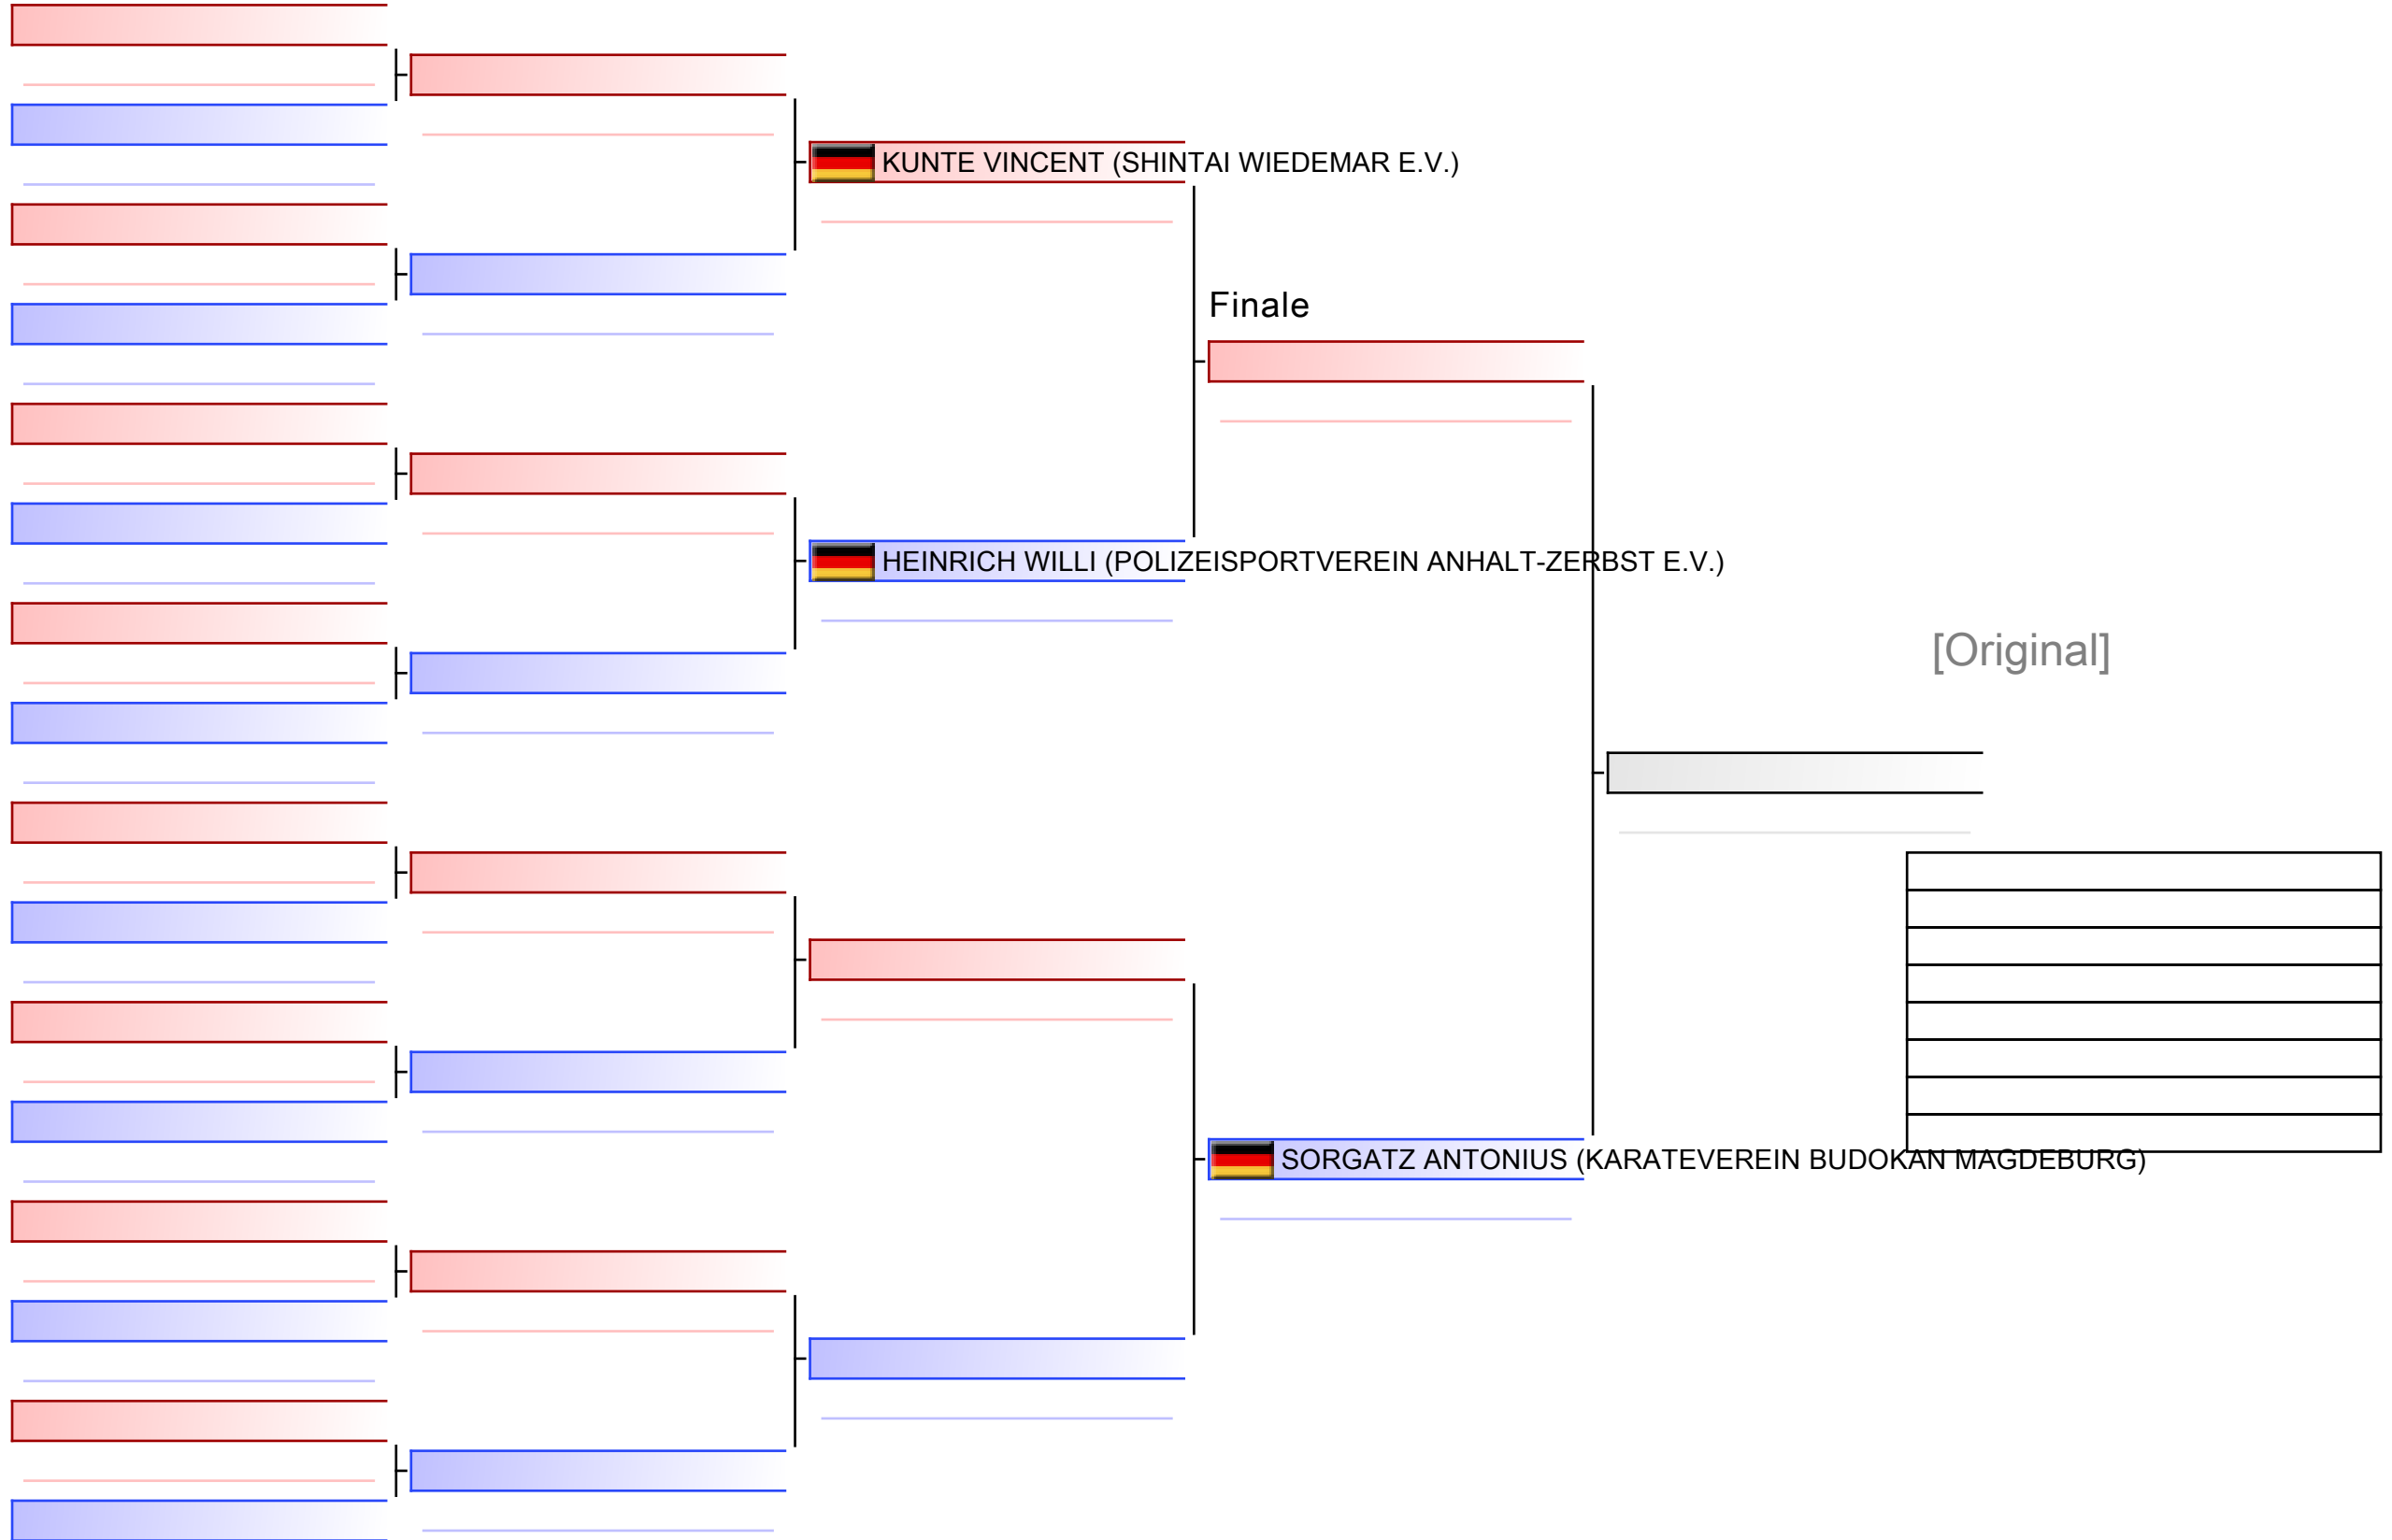 KUNTE VINCENT (SHINTAI WIEDEMAR E.V.)
Finale
HEINRICH WILLI (POLIZEISPORTVEREIN ANHALT-ZERBST E.V.)
[Original]
SORGATZ ANTONIUS (KARATEVEREIN BUDOKAN MAGDEBURG)